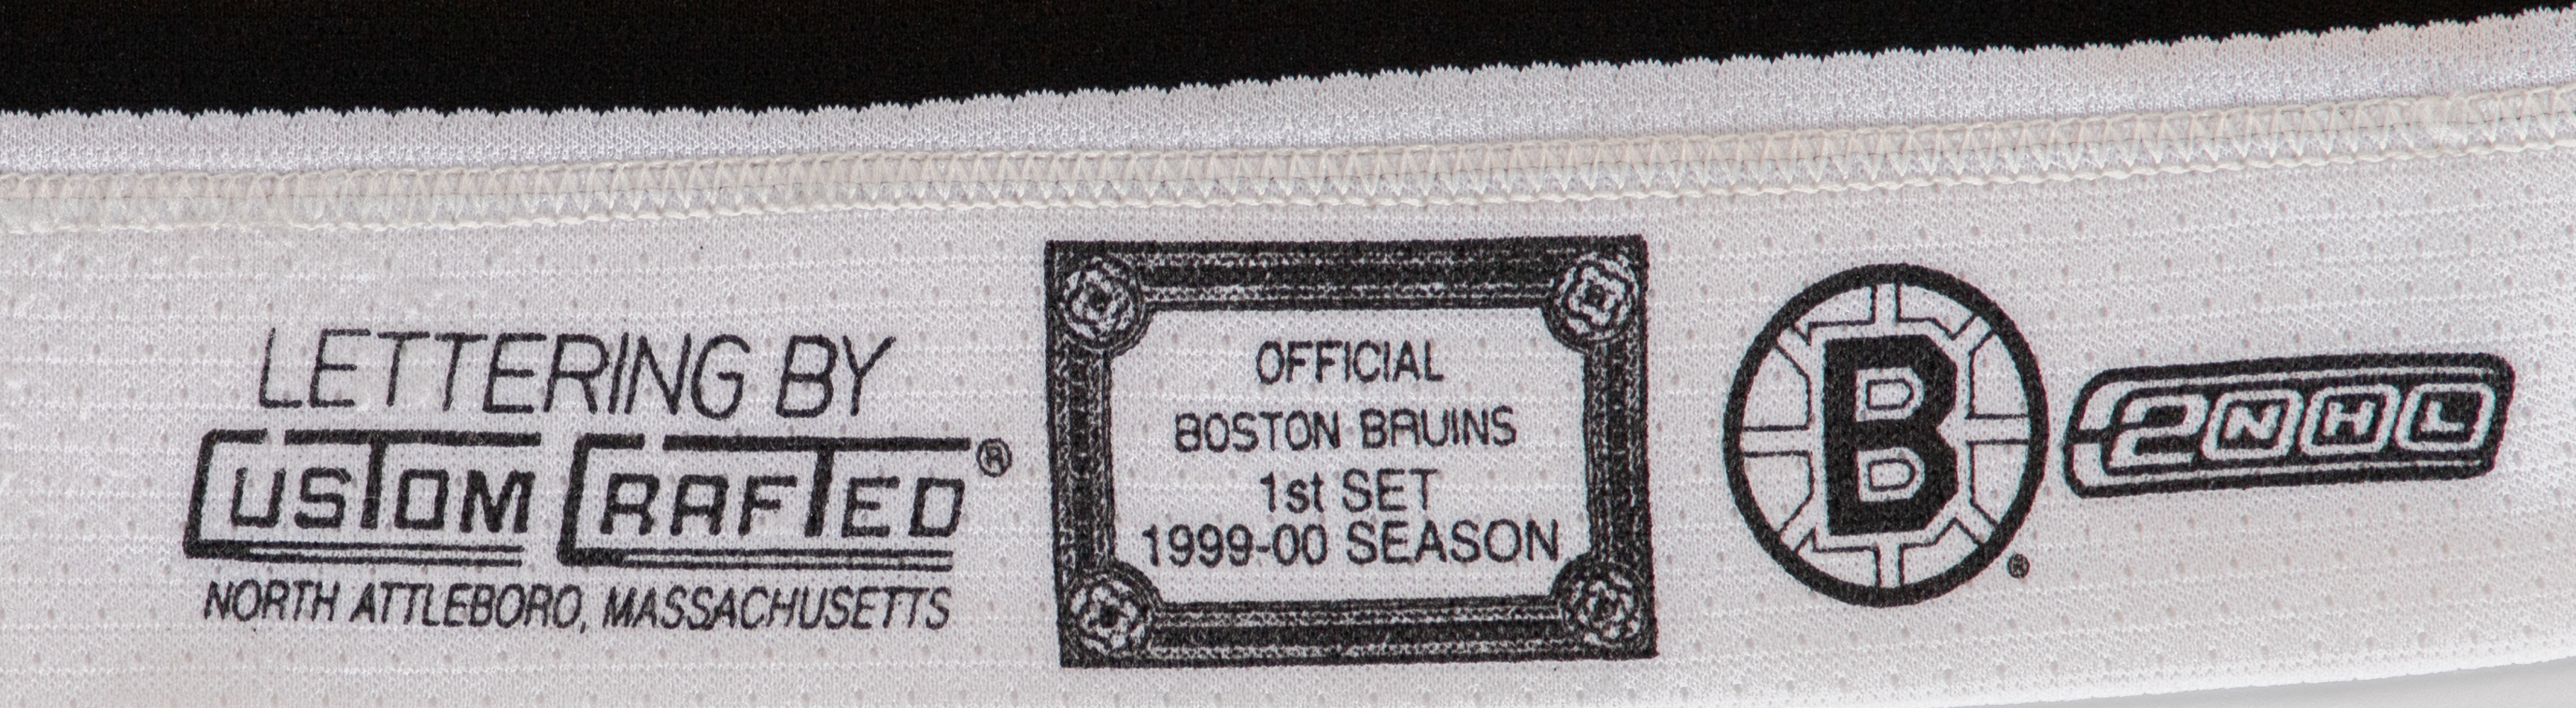 LETTERING BY
CUSTOM CRAFTED®
NORTH ATTLEBORO, MASSACHUSETTS
OFFICIAL
BOSTON BRUINS
1st SET
1999-00 SEASON
B®
2NHL